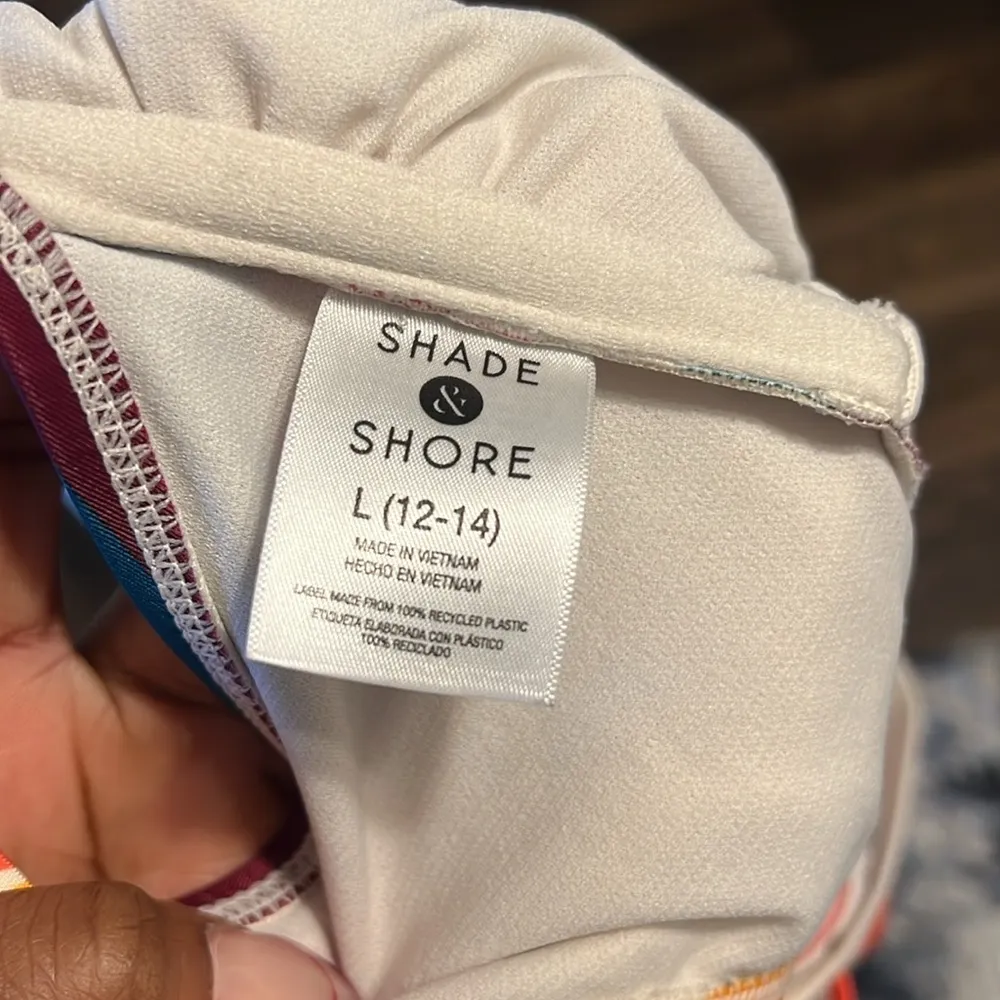 SHADE
&
SHORE
L (12-14)
MADE IN VIETNAM
HECHO EN VIETNAM
LABEL MADE FROM 100% RECYCLED PLASTIC
ETIQUETA ELABORADA CON PLÁSTICO
100% RECICLADO